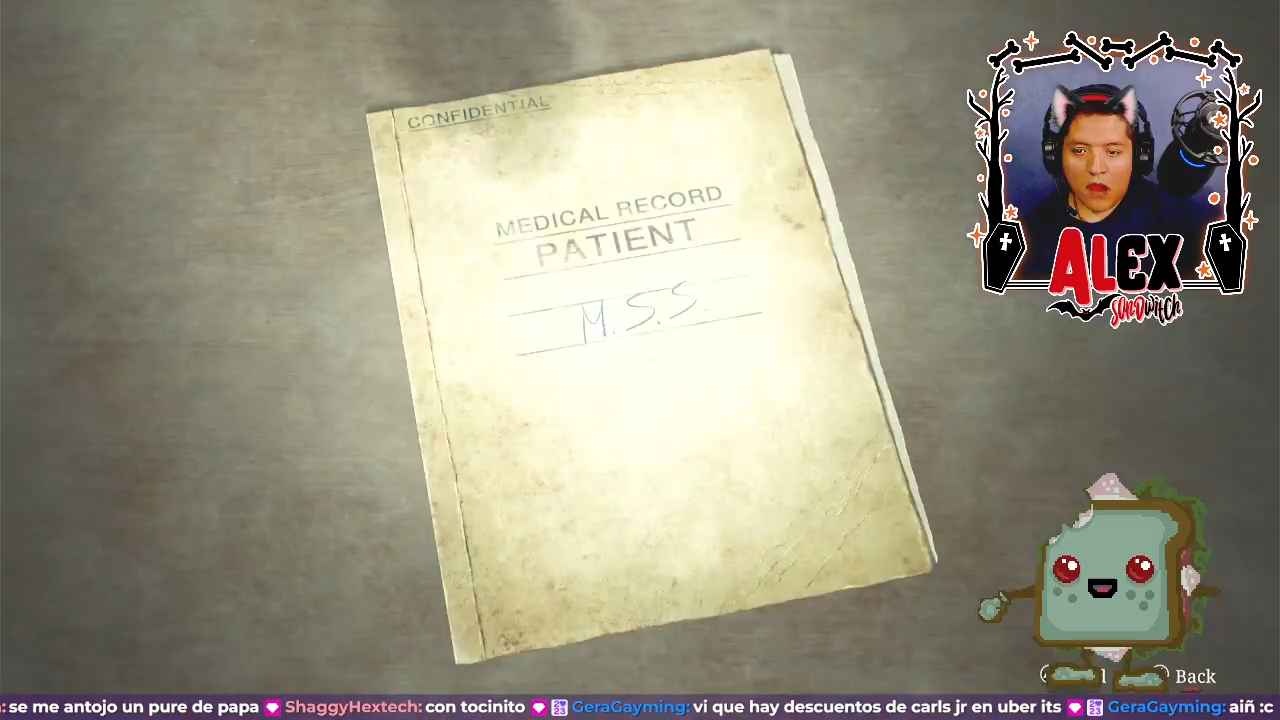 CONFIDENTIAL
MEDICAL RECORD
PATIENT
M.S.S.
ALEX
SANDWitCh
Back
se me antojo un pure de papa ShaggyHextech: con tocinito GeraGayming: vi que hay descuentos de carls jr en uber its GeraGayming: aiñ :c